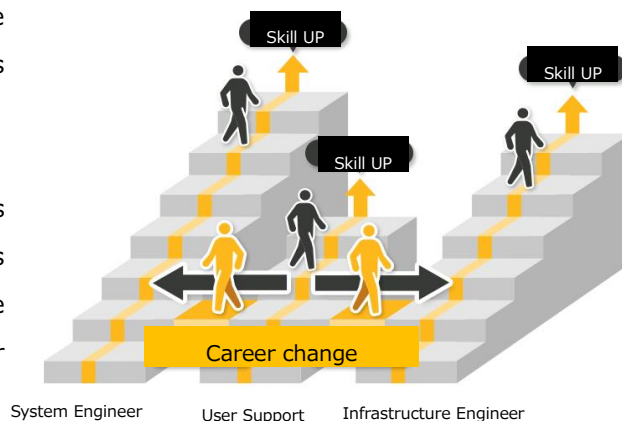 Skill UP
Skill UP
Skill UP
Career change
System Engineer
User Support
Infrastructure Engineer